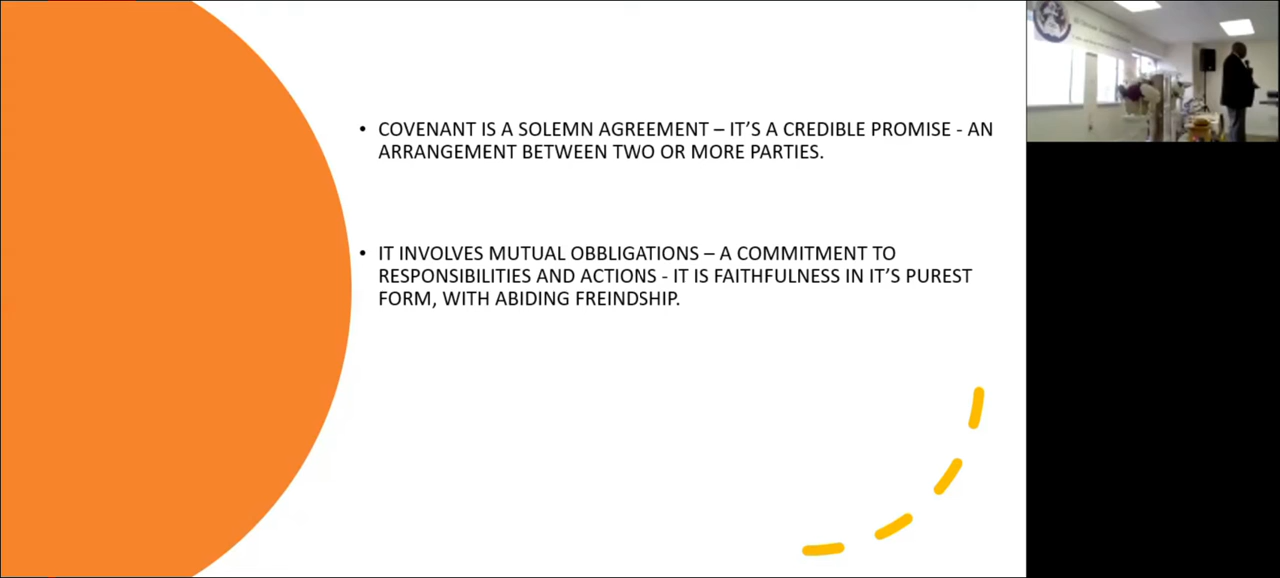 • COVENANT IS A SOLEMN AGREEMENT – IT’S A CREDIBLE PROMISE - AN
ARRANGEMENT BETWEEN TWO OR MORE PARTIES.
• IT INVOLVES MUTUAL OBBLIGATIONS – A COMMITMENT TO
RESPONSIBILITIES AND ACTIONS - IT IS FAITHFULNESS IN IT’S PUREST
FORM, WITH ABIDING FREINDSHIP.